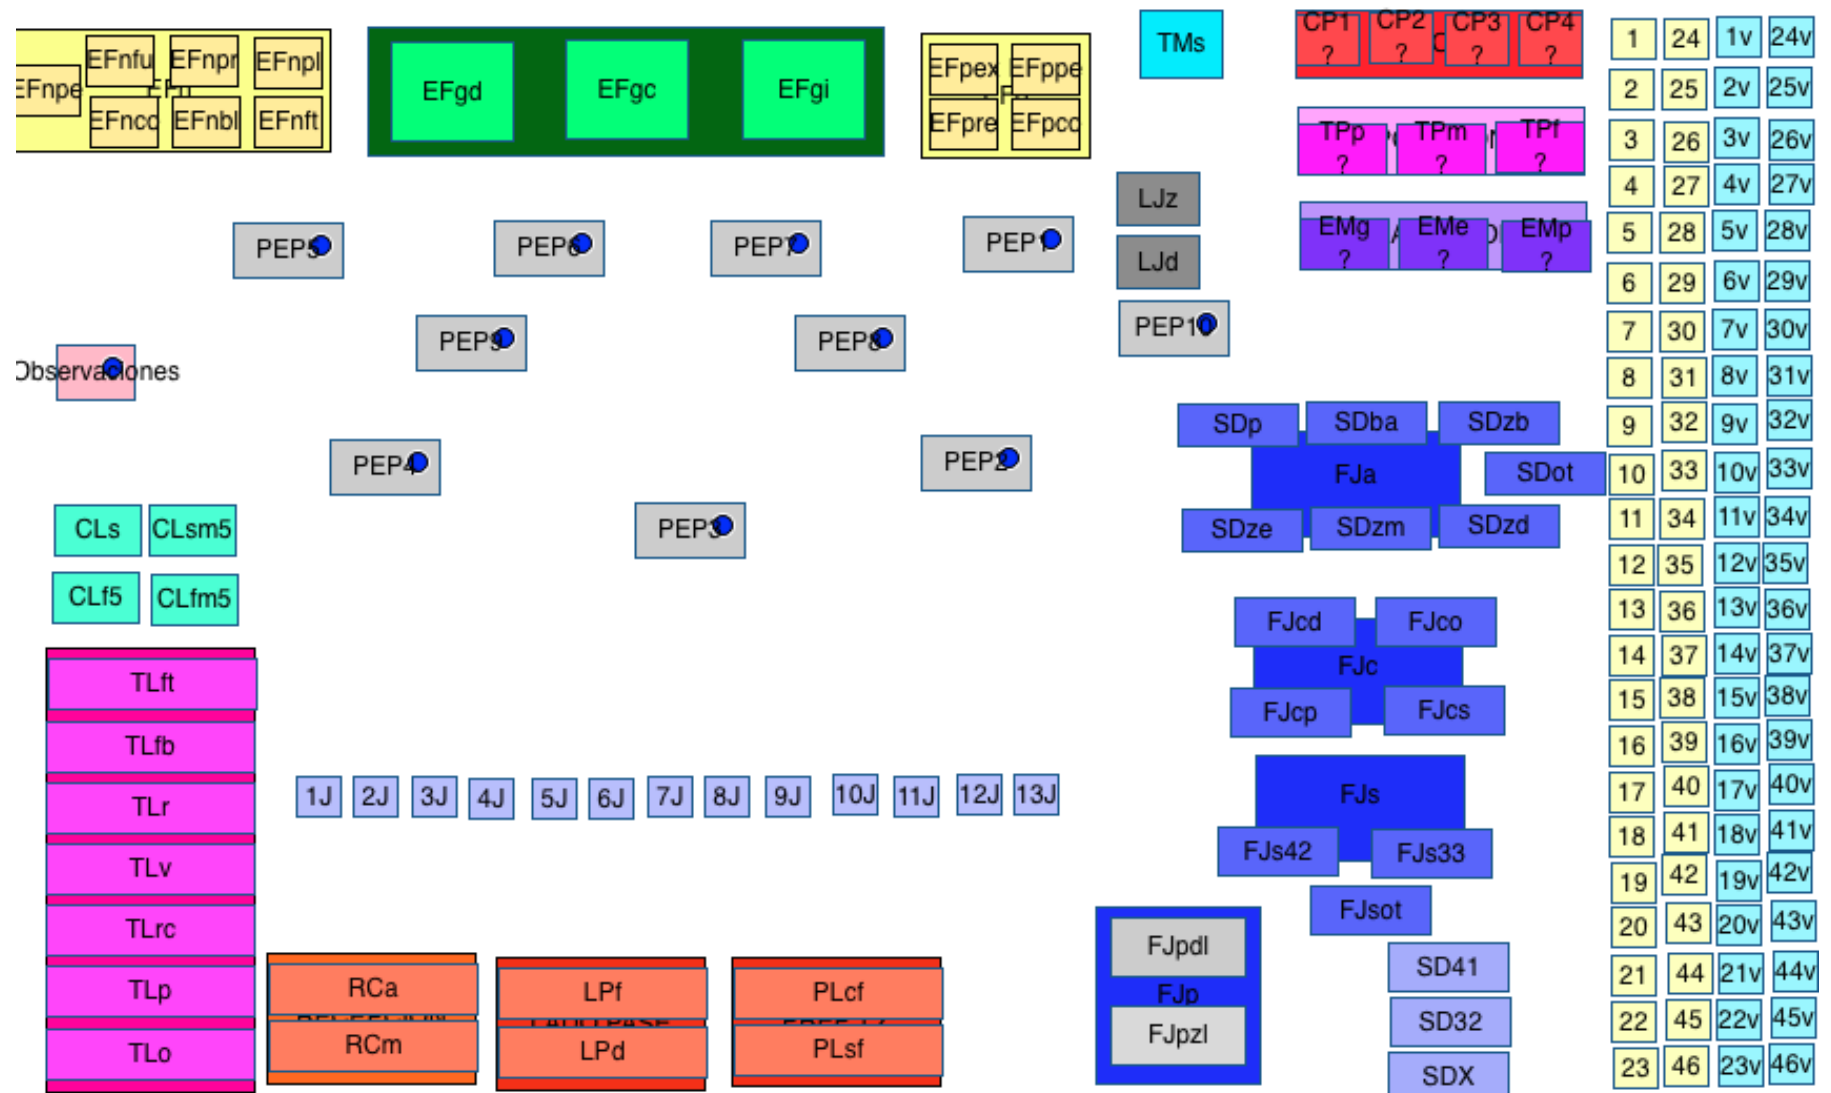 EFnpe
EFnfu
EFnpr
EFnpl
EFnco
EFnbl
EFnft
EFgd
EFgc
EFgi
EFpex
EFppe
EFpre
EFpco
TMs
CP1
?
CP2
?
CP3
?
CP4
?
TPp
?
TPm
?
TPf
?
EMg
?
EMe
?
EMp
?
LJz
LJd
PEP5
PEP6
PEP7
PEP1
PEP9
PEP8
PEP10
Observaciones
PEP4
PEP2
PEP3
CLs
CLsm5
CLf5
CLfm5
TLft
TLfb
TLr
TLv
TLrc
TLp
TLo
1J 2J 3J 4J 5J 6J 7J 8J 9J 10J 11J 12J 13J
RCa
RCm
LPf
LPd
PLcf
PLsf
SDp
SDba
SDzb
FJa
SDot
SDze
SDzm
SDzd
FJcd
FJco
FJc
FJcp
FJcs
FJs
FJs42
FJs33
FJsot
FJpdl
FJp
FJpzl
SD41
SD32
SDX
1 24 1v 24v
2 25 2v 25v
3 26 3v 26v
4 27 4v 27v
5 28 5v 28v
6 29 6v 29v
7 30 7v 30v
8 31 8v 31v
9 32 9v 32v
10 33 10v 33v
11 34 11v 34v
12 35 12v 35v
13 36 13v 36v
14 37 14v 37v
15 38 15v 38v
16 39 16v 39v
17 40 17v 40v
18 41 18v 41v
19 42 19v 42v
20 43 20v 43v
21 44 21v 44v
22 45 22v 45v
23 46 23v 46v